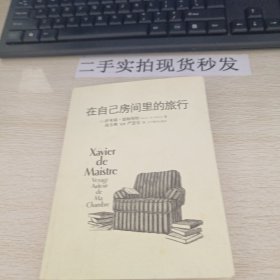 二手实拍现货秒发
在自己房间里的旅行
Xavier
de
Maistre
Voyage
Autour
de
Ma
Chambre